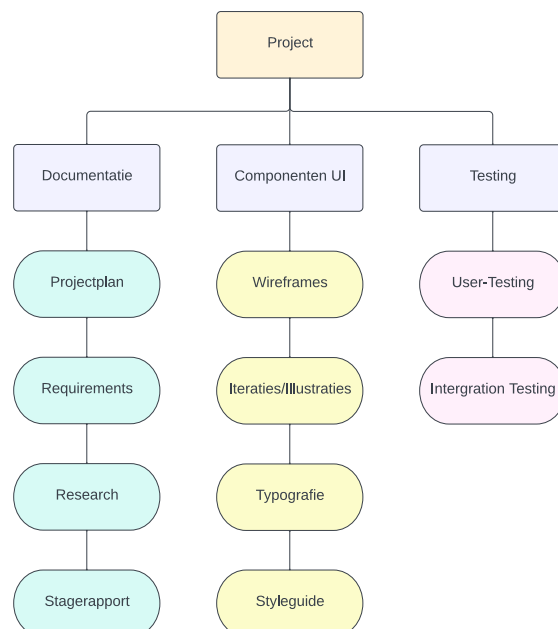 Project
Documentatie
Componenten UI
Testing
Projectplan
Wireframes
User-Testing
Requirements
Iteraties/Illustraties
Intergration Testing
Research
Typografie
Stagerapport
Styleguide